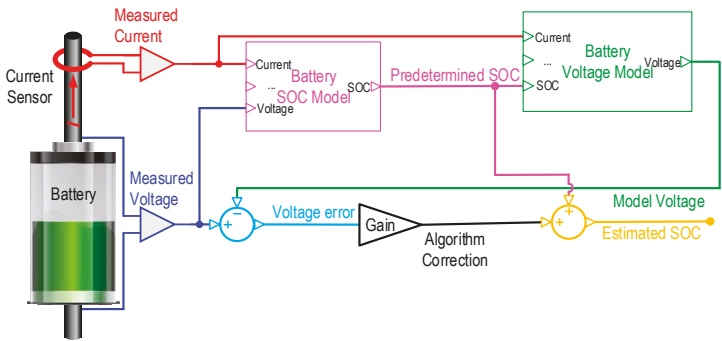 Measured
Current
Current
Sensor
Current
...
Voltage
Battery
SOC Model
SOC
Predetermined SOC
Current
...
SOC
Battery
Voltage Model
Voltage
Battery
Measured
Voltage
+
−
Voltage error
Gain
Algorithm
Correction
+
+
Model Voltage
Estimated SOC